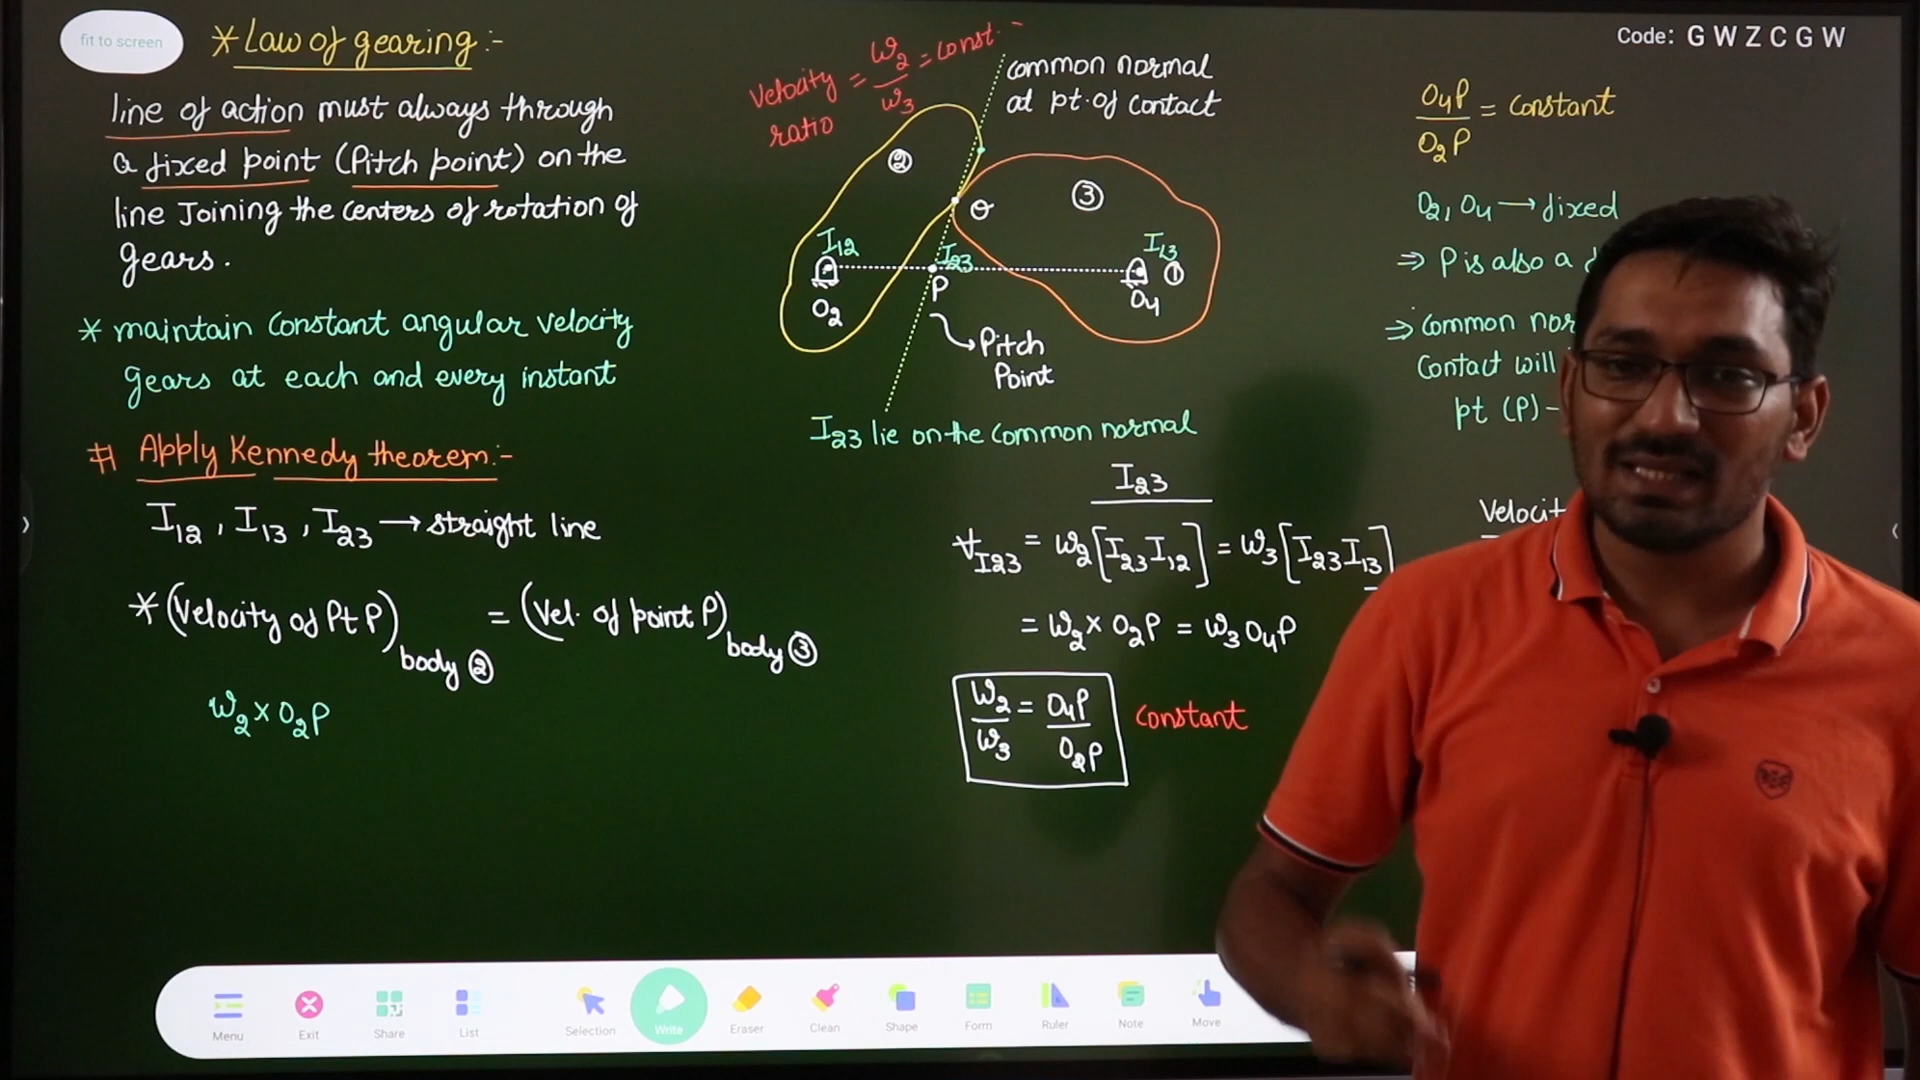 fit to screen
* Law of gearing :-
line of action must always through
a fixed point (Pitch point) on the
line Joining the centers of rotation of
gears.
* maintain constant angular velocity
gears at each and every instant
# Apply Kennedy theorem:-
I12, I13, I23 → straight line
* (Velocity of Pt P) body ② = (Vel. of point P) body ③
ω2 × O2P
Velocity ratio = ω2/ω3 = const.
common normal
at pt. of contact
②
③
O
I12
I23
I13
①
P
O2
O4
Pitch
Point
I23 lie on the common normal
I23
VI23 = ω2[I23I12] = ω3[I23I13]
= ω2 × O2P = ω3 O4P
ω2/ω3 = O4P/O2P
constant
Code: G W Z C G W
O4P/O2P = constant
O2, O4 → fixed
⇒ P is also a
⇒ common nor
Contact will
pt (P) -
Velocit
Menu
Exit
Share
List
Selection
Write
Eraser
Clean
Shape
Form
Ruler
Note
Move